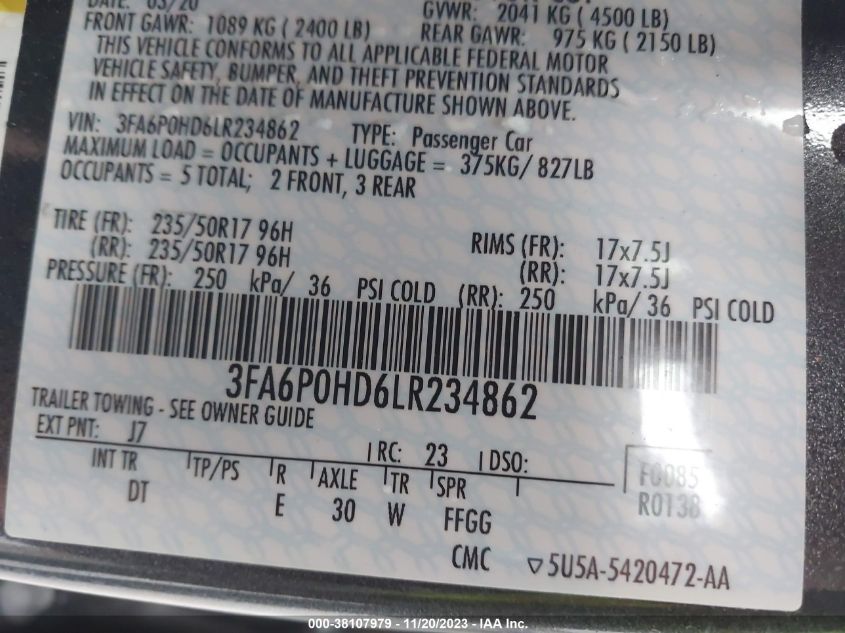 DATE: 03/20
GVWR: 2041 KG ( 4500 LB)
FRONT GAWR: 1089 KG ( 2400 LB)
REAR GAWR: 975 KG ( 2150 LB)
THIS VEHICLE CONFORMS TO ALL APPLICABLE FEDERAL MOTOR
VEHICLE SAFETY, BUMPER, AND THEFT PREVENTION STANDARDS
IN EFFECT ON THE DATE OF MANUFACTURE SHOWN ABOVE.
VIN: 3FA6P0HD6LR234862 TYPE: Passenger Car
MAXIMUM LOAD = OCCUPANTS + LUGGAGE = 375KG/ 827LB
OCCUPANTS = 5 TOTAL; 2 FRONT, 3 REAR
TIRE (FR): 235/50R17 96H RIMS (FR): 17x7.5J
(RR): 235/50R17 96H (RR): 17x7.5J
PRESSURE (FR): 250 kPa/ 36 PSI COLD (RR): 250 kPa/ 36 PSI COLD
3FA6P0HD6LR234862
TRAILER TOWING - SEE OWNER GUIDE
EXT PNT: J7 RC: 23 DSO: F0085
INT TR TP/PS R AXLE TR SPR R0138
DT E 30 W FFGG
CMC ▽5U5A-5420472-AA
000-38107979 - 11/20/2023 - IAA Inc.